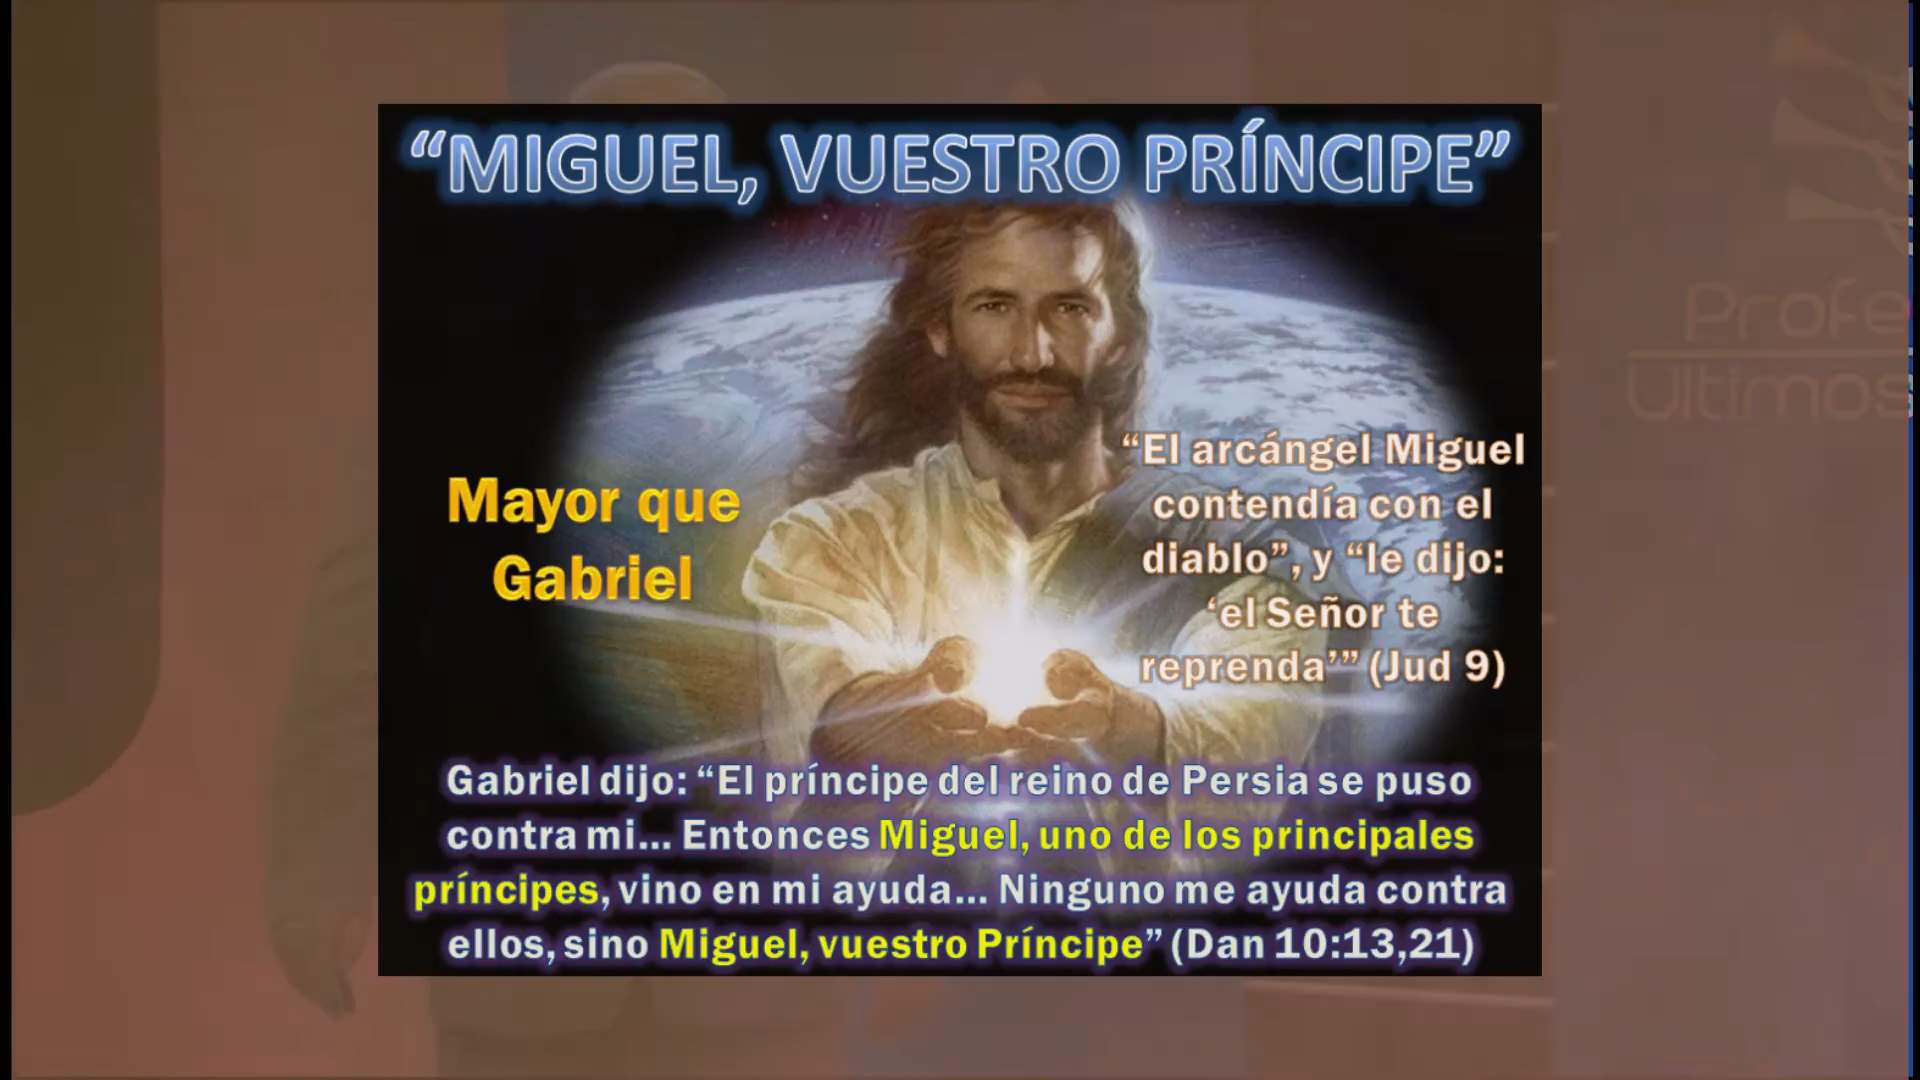 “MIGUEL, VUESTRO PRÍNCIPE”
Mayor que
Gabriel
“El arcángel Miguel
contendía con el
diablo”, y “le dijo:
‘el Señor te
reprenda’” (Jud 9)
Gabriel dijo: “El príncipe del reino de Persia se puso
contra mi... Entonces Miguel, uno de los principales
príncipes, vino en mi ayuda... Ninguno me ayuda contra
ellos, sino Miguel, vuestro Príncipe” (Dan 10:13,21)
Profe
Ultimos